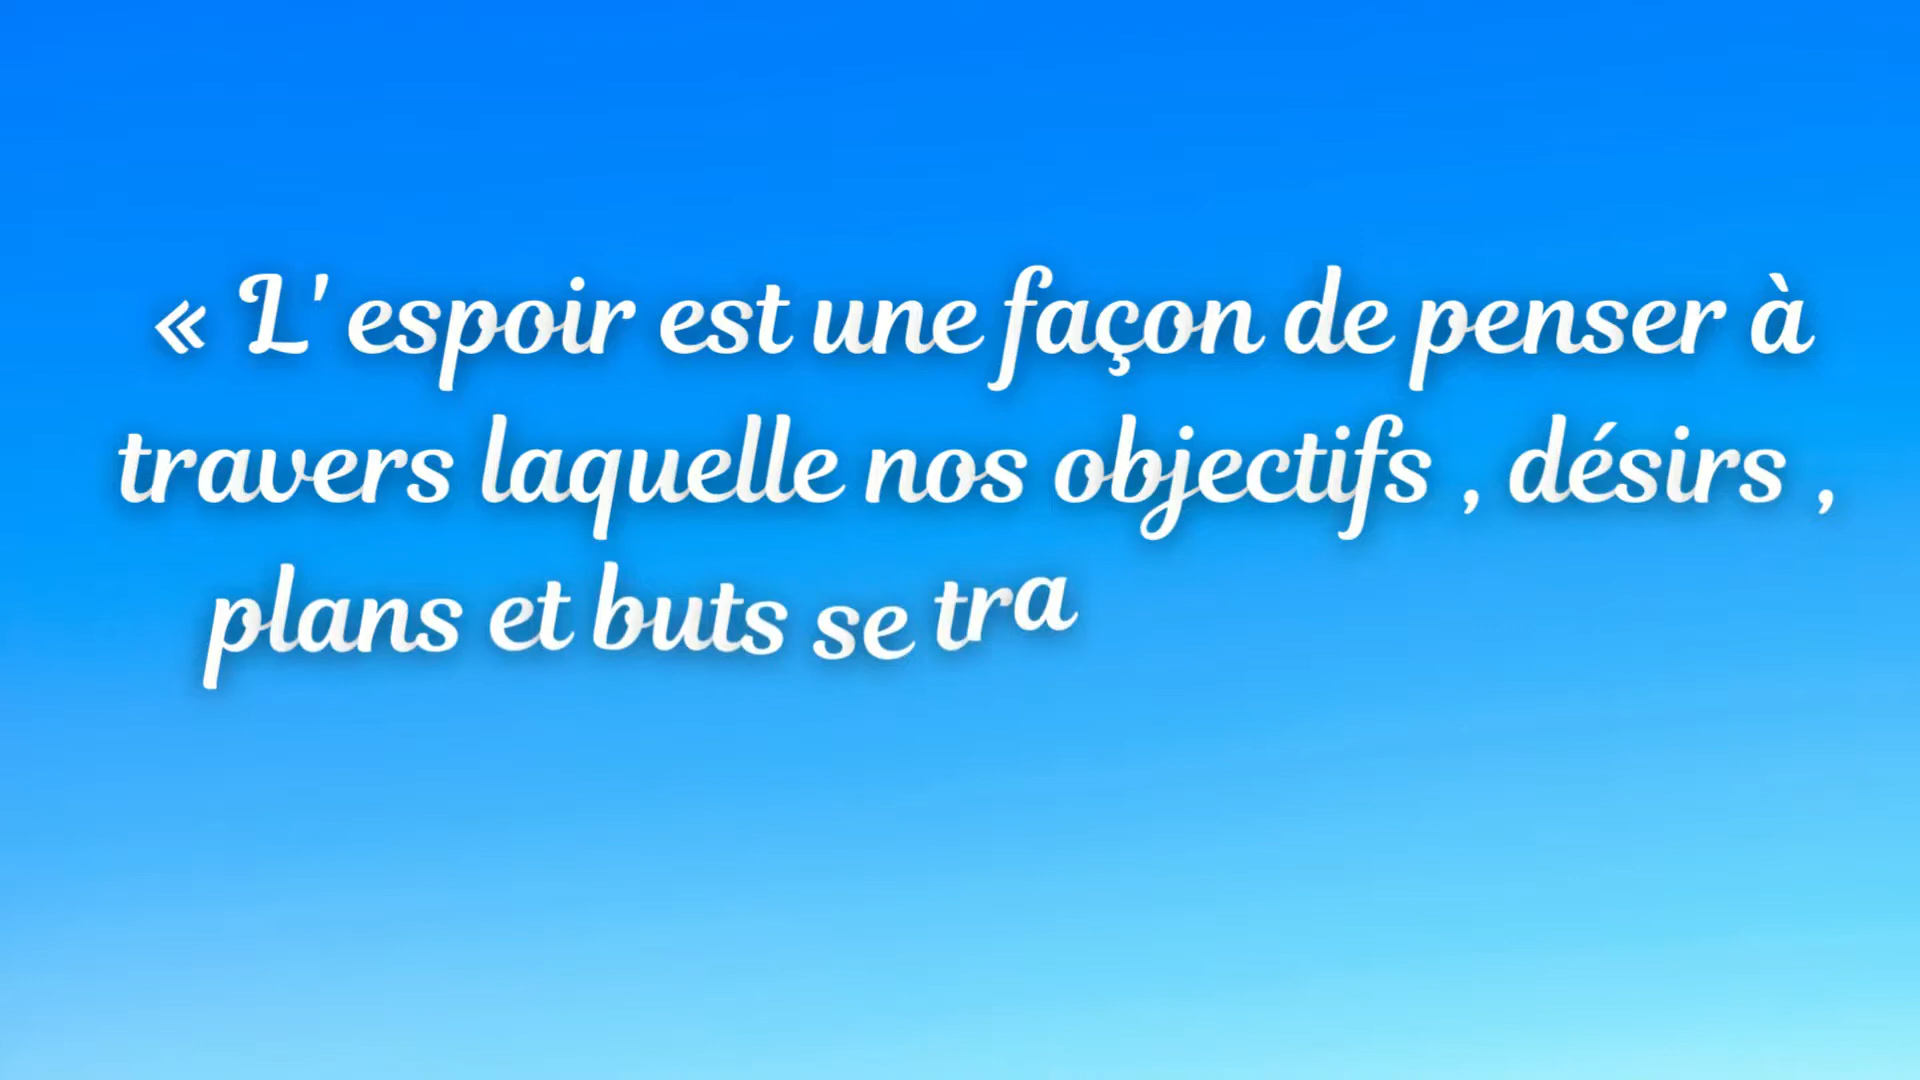 « L' espoir est une façon de penser à
travers laquelle nos objectifs , désirs ,
plans et buts se tra